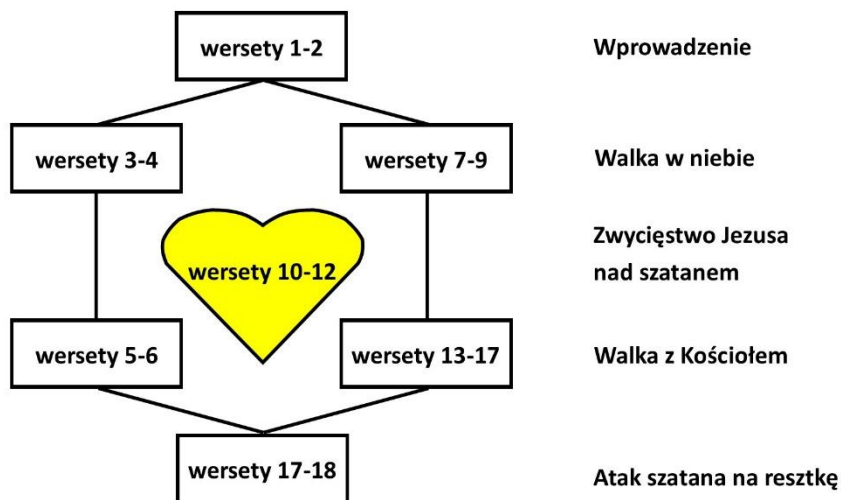 wersety 1-2
Wprowadzenie
wersety 3-4
wersety 7-9
Walka w niebie
wersety 10-12
Zwycięstwo Jezusa
nad szatanem
wersety 5-6
wersety 13-17
Walka z Kościołem
wersety 17-18
Atak szatana na resztkę